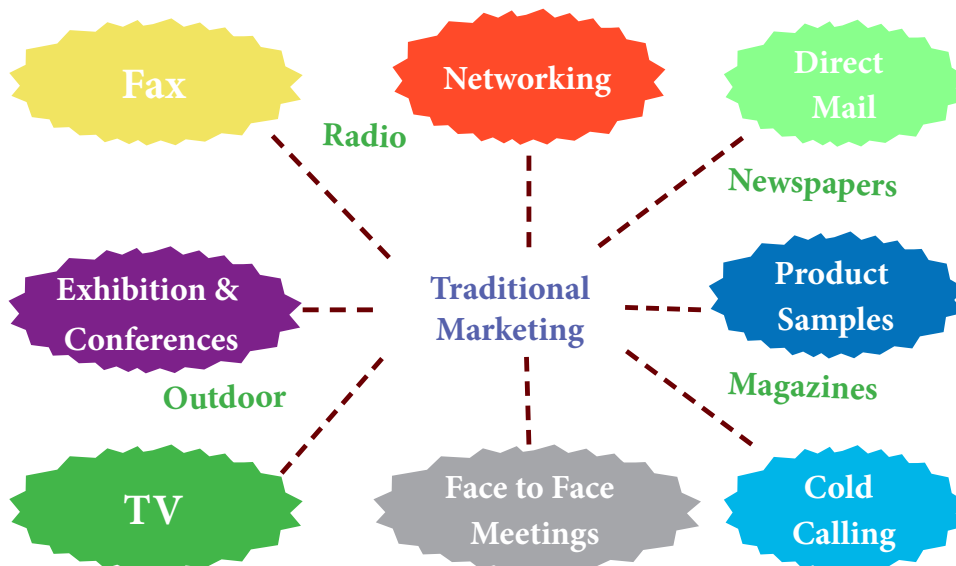 Fax
Networking
Direct
Mail
Radio
Newspapers
Exhibition &
Conferences
Traditional
Marketing
Product
Samples
Outdoor
Magazines
TV
Face to Face
Meetings
Cold
Calling